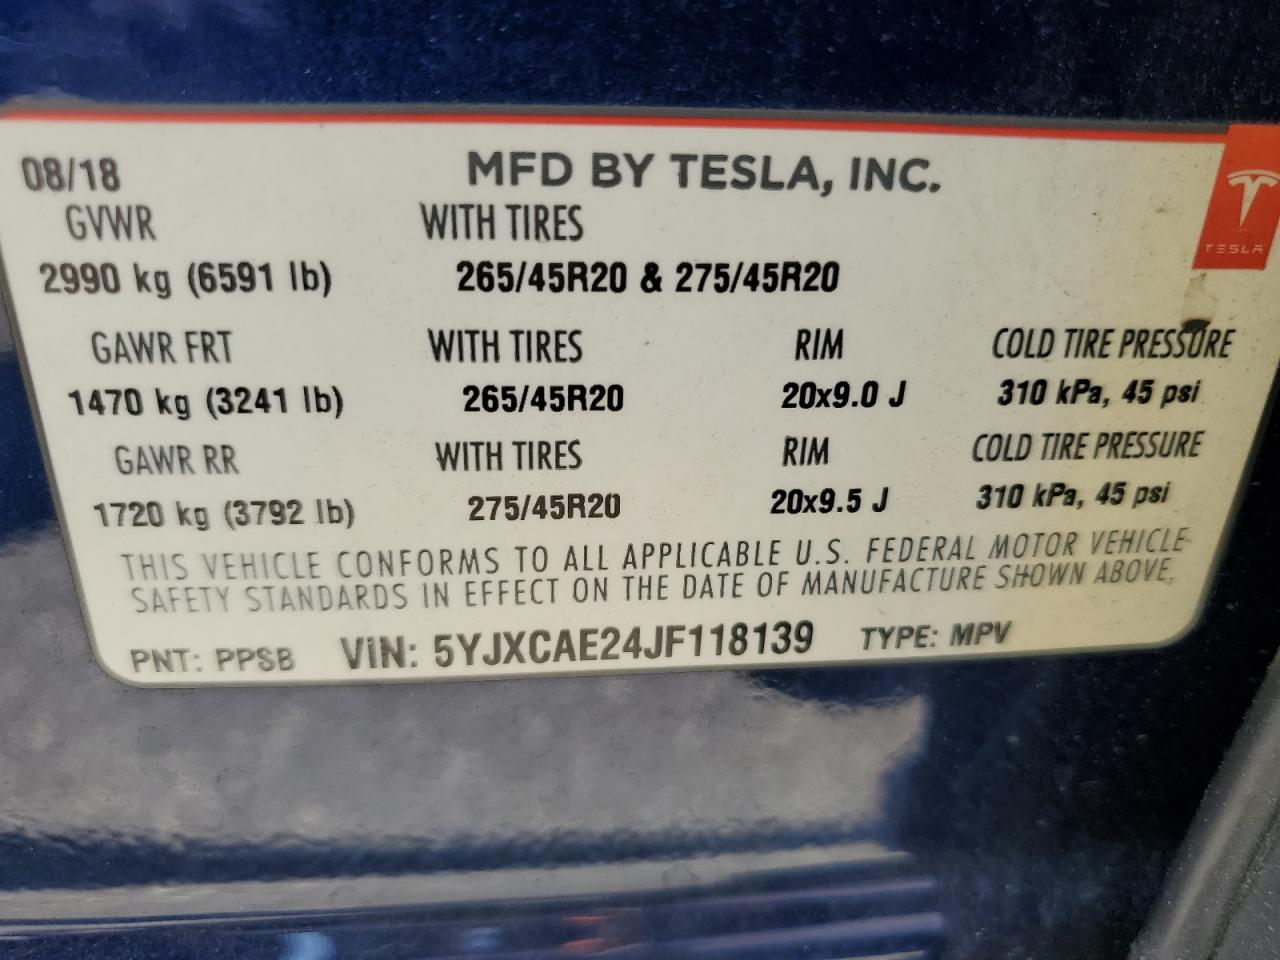 08/18 MFD BY TESLA, INC.
GVWR WITH TIRES
2990 kg (6591 lb) 265/45R20 & 275/45R20
TESLA
GAWR FRT WITH TIRES RIM COLD TIRE PRESSURE
1470 kg (3241 lb) 265/45R20 20x9.0 J 310 kPa, 45 psi
GAWR RR WITH TIRES RIM COLD TIRE PRESSURE
1720 kg (3792 lb) 275/45R20 20x9.5 J 310 kPa, 45 psi
THIS VEHICLE CONFORMS TO ALL APPLICABLE U.S. FEDERAL MOTOR VEHICLE
SAFETY STANDARDS IN EFFECT ON THE DATE OF MANUFACTURE SHOWN ABOVE.
PNT: PPSB VIN: 5YJXCAE24JF118139 TYPE: MPV